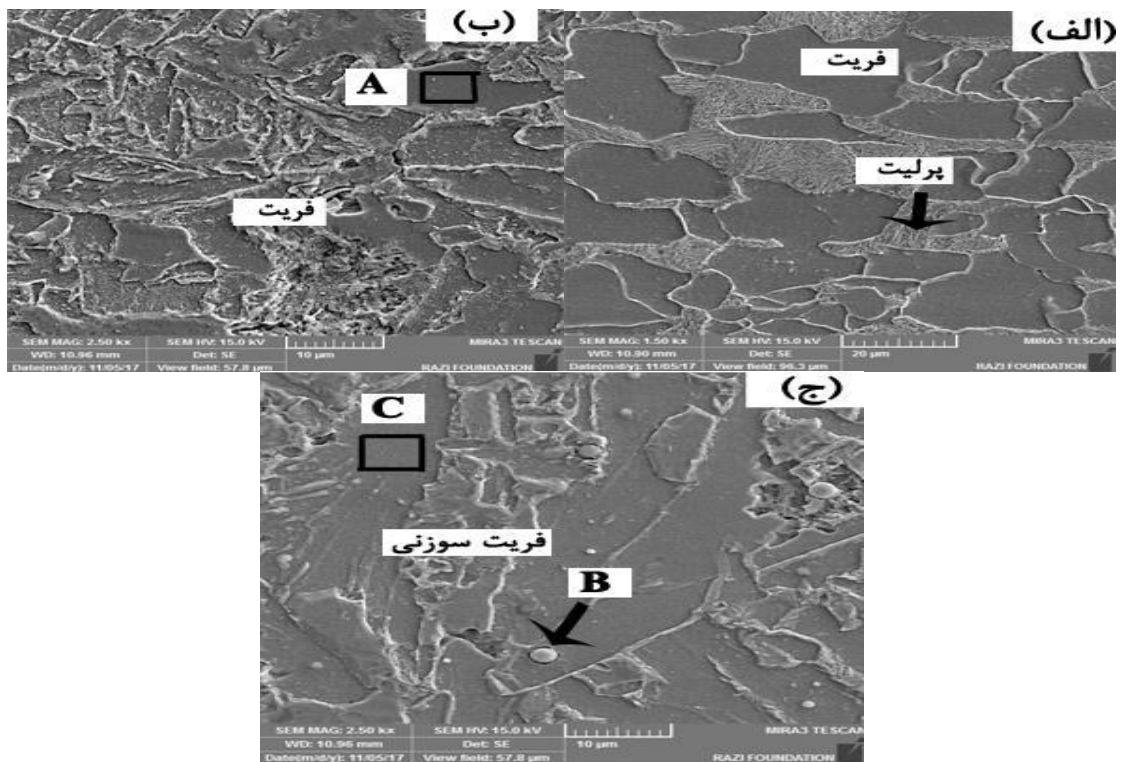 (الف)
فریت
پرلیت
SEM MAG: 1.50 kx SEM HV: 15.0 kV MIRA3 TESCAN
WD: 10.90 mm Det: SE 20 µm
Date(m/d/y): 11/05/17 View field: 96.3 µm RAZI FOUNDATION
(ب)
A
فریت
SEM MAG: 2.50 kx SEM HV: 15.0 kV MIRA3 TESCAN
WD: 10.96 mm Det: SE 10 µm
Date(m/d/y): 11/05/17 View field: 57.8 µm RAZI FOUNDATION
(ج)
C
فریت سوزنی
B
SEM MAG: 2.50 kx SEM HV: 15.0 kV MIRA3 TESCAN
WD: 10.96 mm Det: SE 10 µm
Date(m/d/y): 11/05/17 View field: 57.8 µm RAZI FOUNDATION